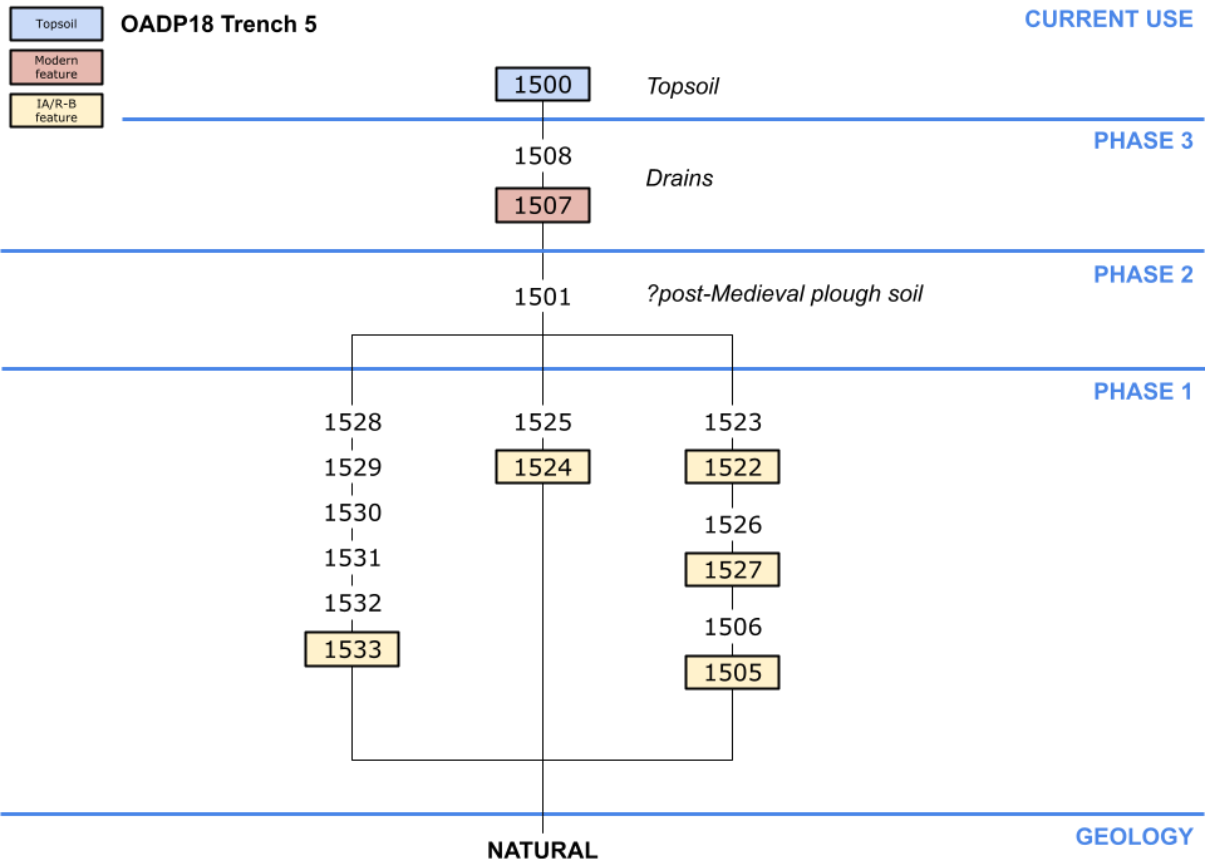 Topsoil
OADP18 Trench 5
CURRENT USE
Modern
feature
IA/R-B
feature
1500
Topsoil
PHASE 3
1508
Drains
1507
PHASE 2
1501
?post-Medieval plough soil
PHASE 1
1528
1525
1523
1529
1524
1522
1530
1526
1531
1527
1532
1506
1533
1505
GEOLOGY
NATURAL